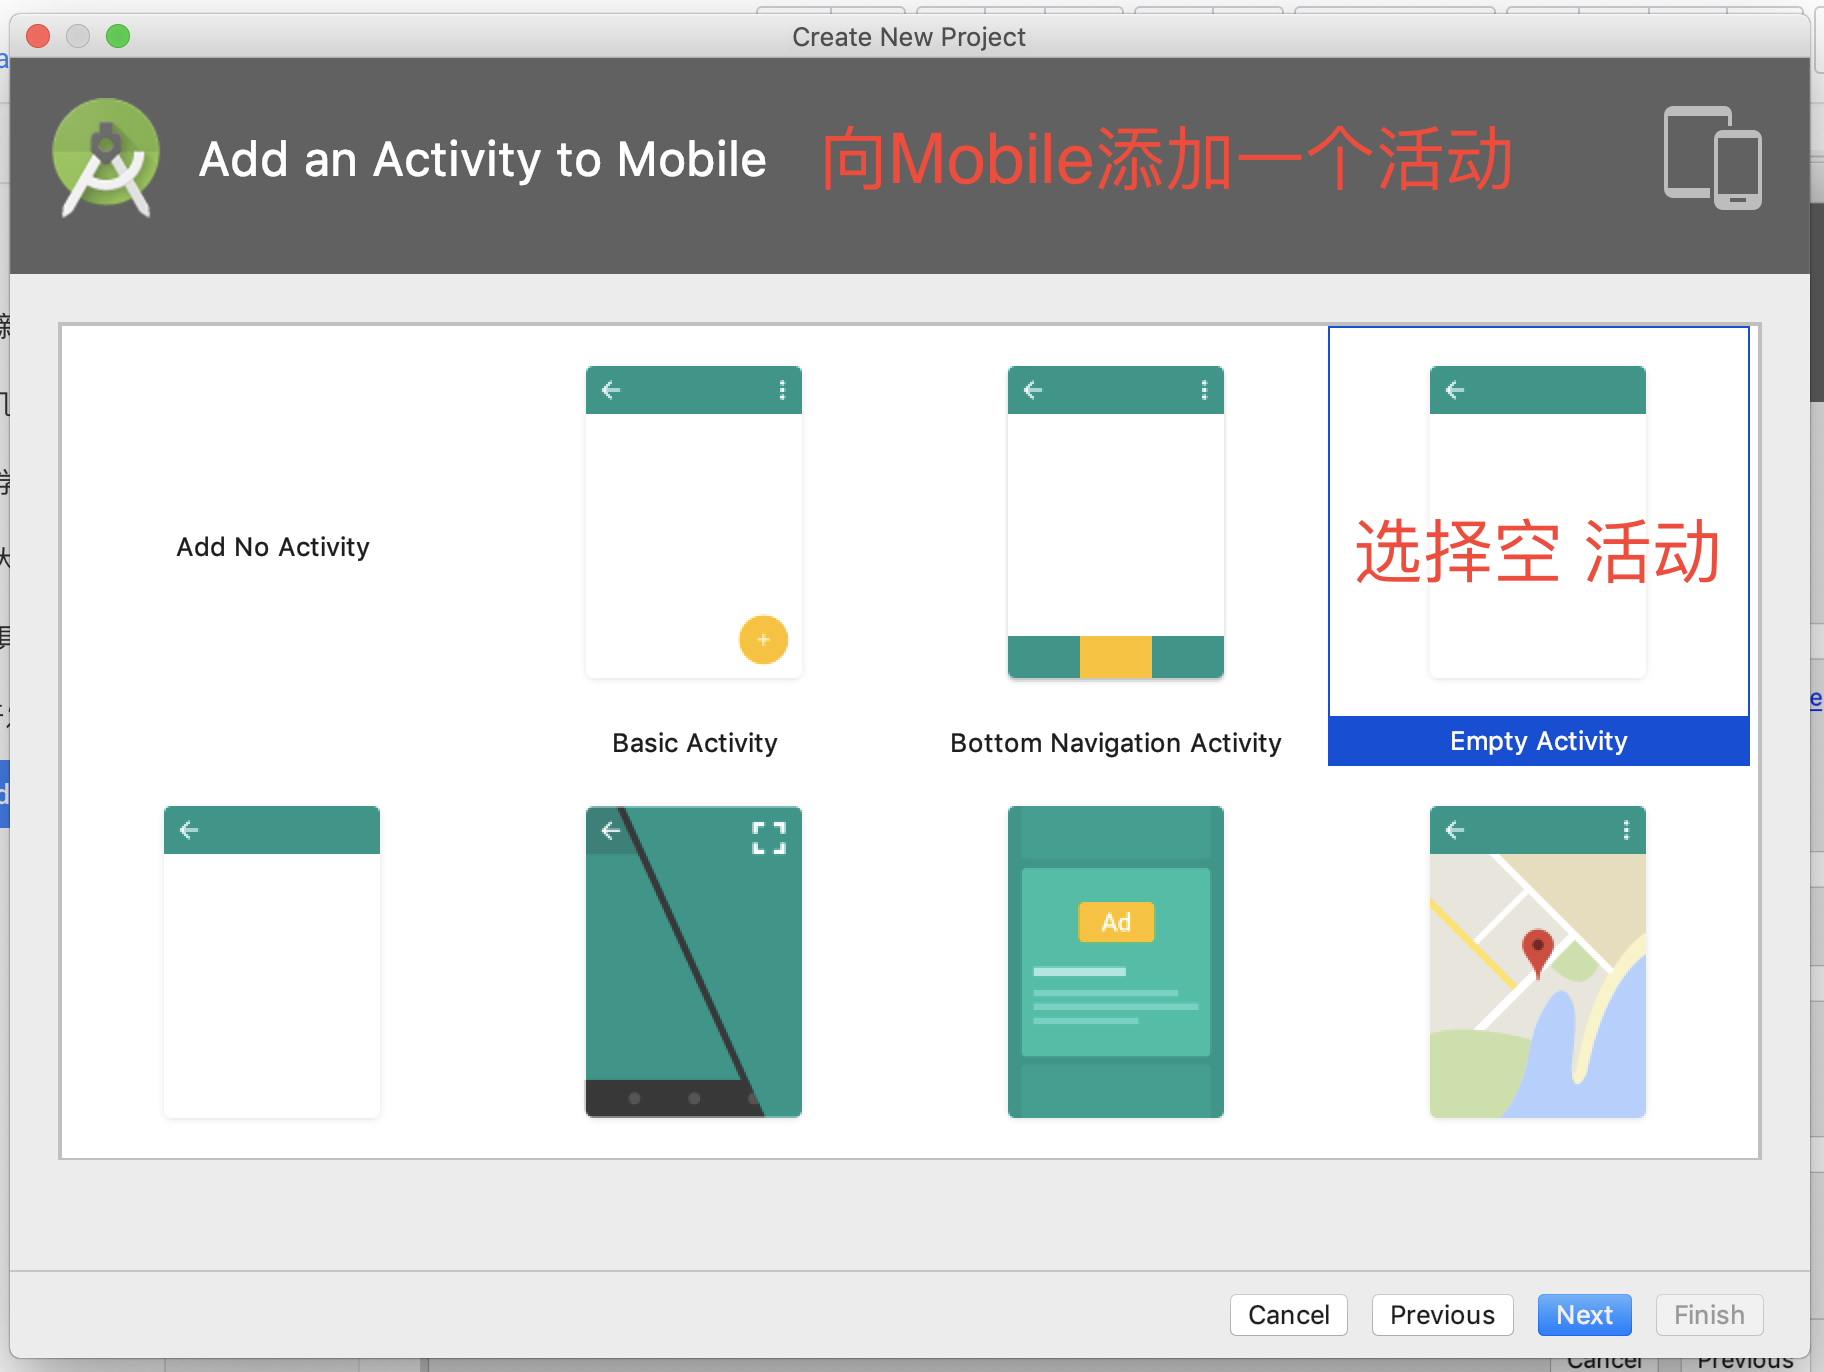 Create New Project
Add an Activity to Mobile 向Mobile添加一个活动
Add No Activity
选择空 活动
Basic Activity
Bottom Navigation Activity
Empty Activity
Ad
Cancel
Previous
Next
Finish
Cancel
Previous